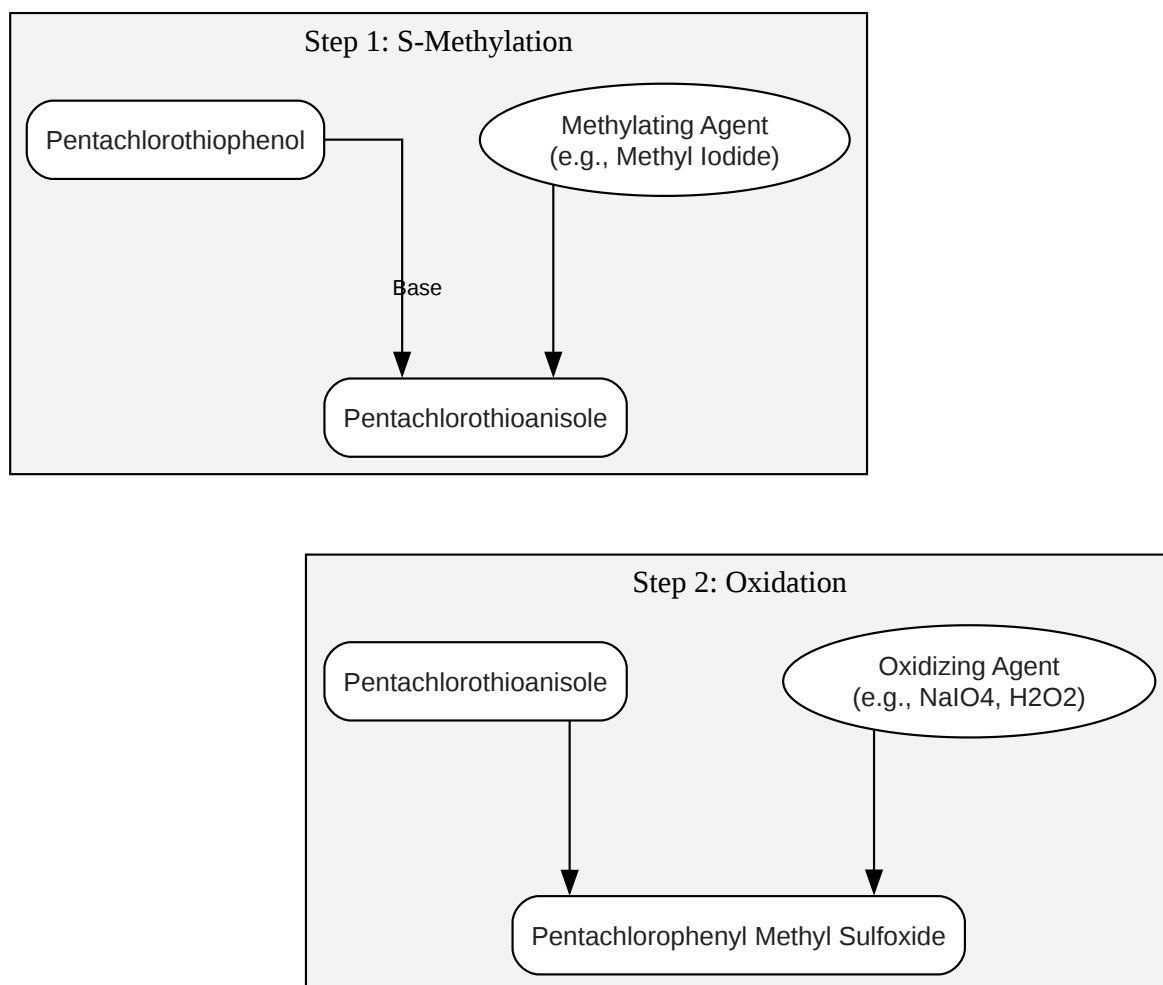 Step 1: S-Methylation
Pentachlorothiophenol
Methylating Agent
(e.g., Methyl Iodide)
Base
Pentachlorothioanisole
Step 2: Oxidation
Pentachlorothioanisole
Oxidizing Agent
(e.g., NaIO4, H2O2)
Pentachlorophenyl Methyl Sulfoxide